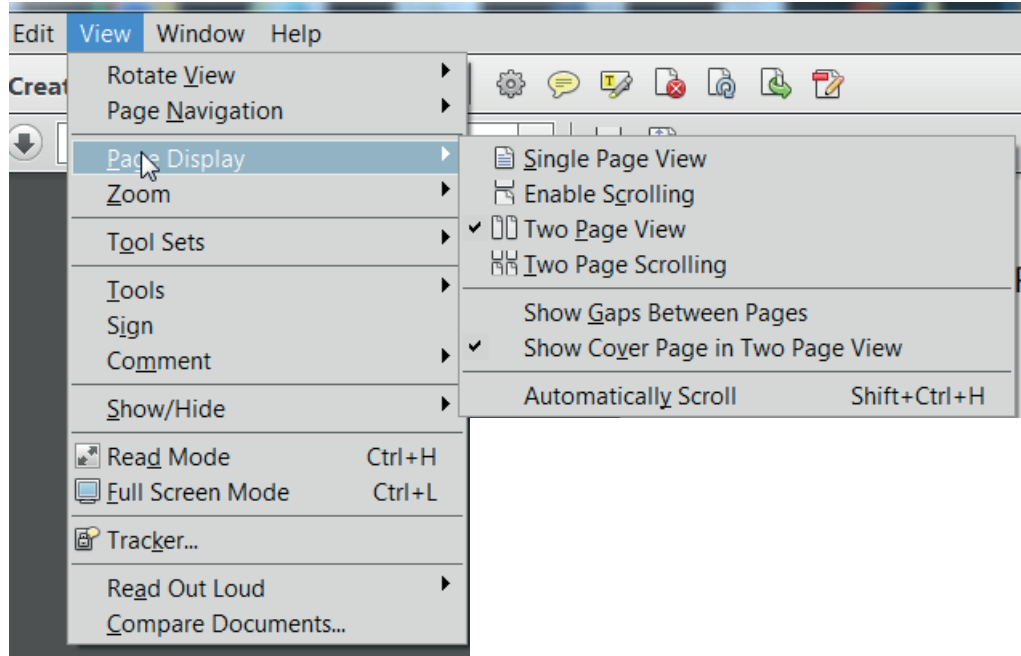 Edit View Window Help
Creat
Rotate View
Page Navigation
Page Display
Zoom
Tool Sets
Tools
Sign
Comment
Show/Hide
Read Mode Ctrl+H
Full Screen Mode Ctrl+L
Tracker...
Read Out Loud
Compare Documents...
Single Page View
Enable Scrolling
Two Page View
Two Page Scrolling
Show Gaps Between Pages
Show Cover Page in Two Page View
Automatically Scroll Shift+Ctrl+H